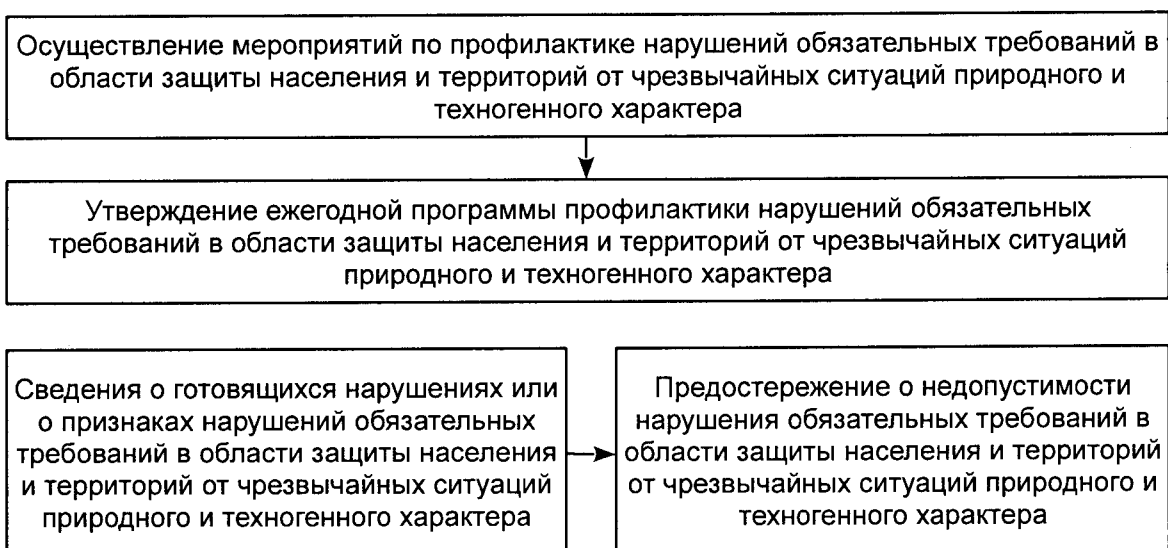 Осуществление мероприятий по профилактике нарушений обязательных требований в
области защиты населения и территорий от чрезвычайных ситуаций природного и
техногенного характера
Утверждение ежегодной программы профилактики нарушений обязательных
требований в области защиты населения и территорий от чрезвычайных ситуаций
природного и техногенного характера
Сведения о готовящихся нарушениях или
о признаках нарушений обязательных
требований в области защиты населения
и территорий от чрезвычайных ситуаций
природного и техногенного характера
Предостережение о недопустимости
нарушения обязательных требований в
области защиты населения и территорий
от чрезвычайных ситуаций природного и
техногенного характера